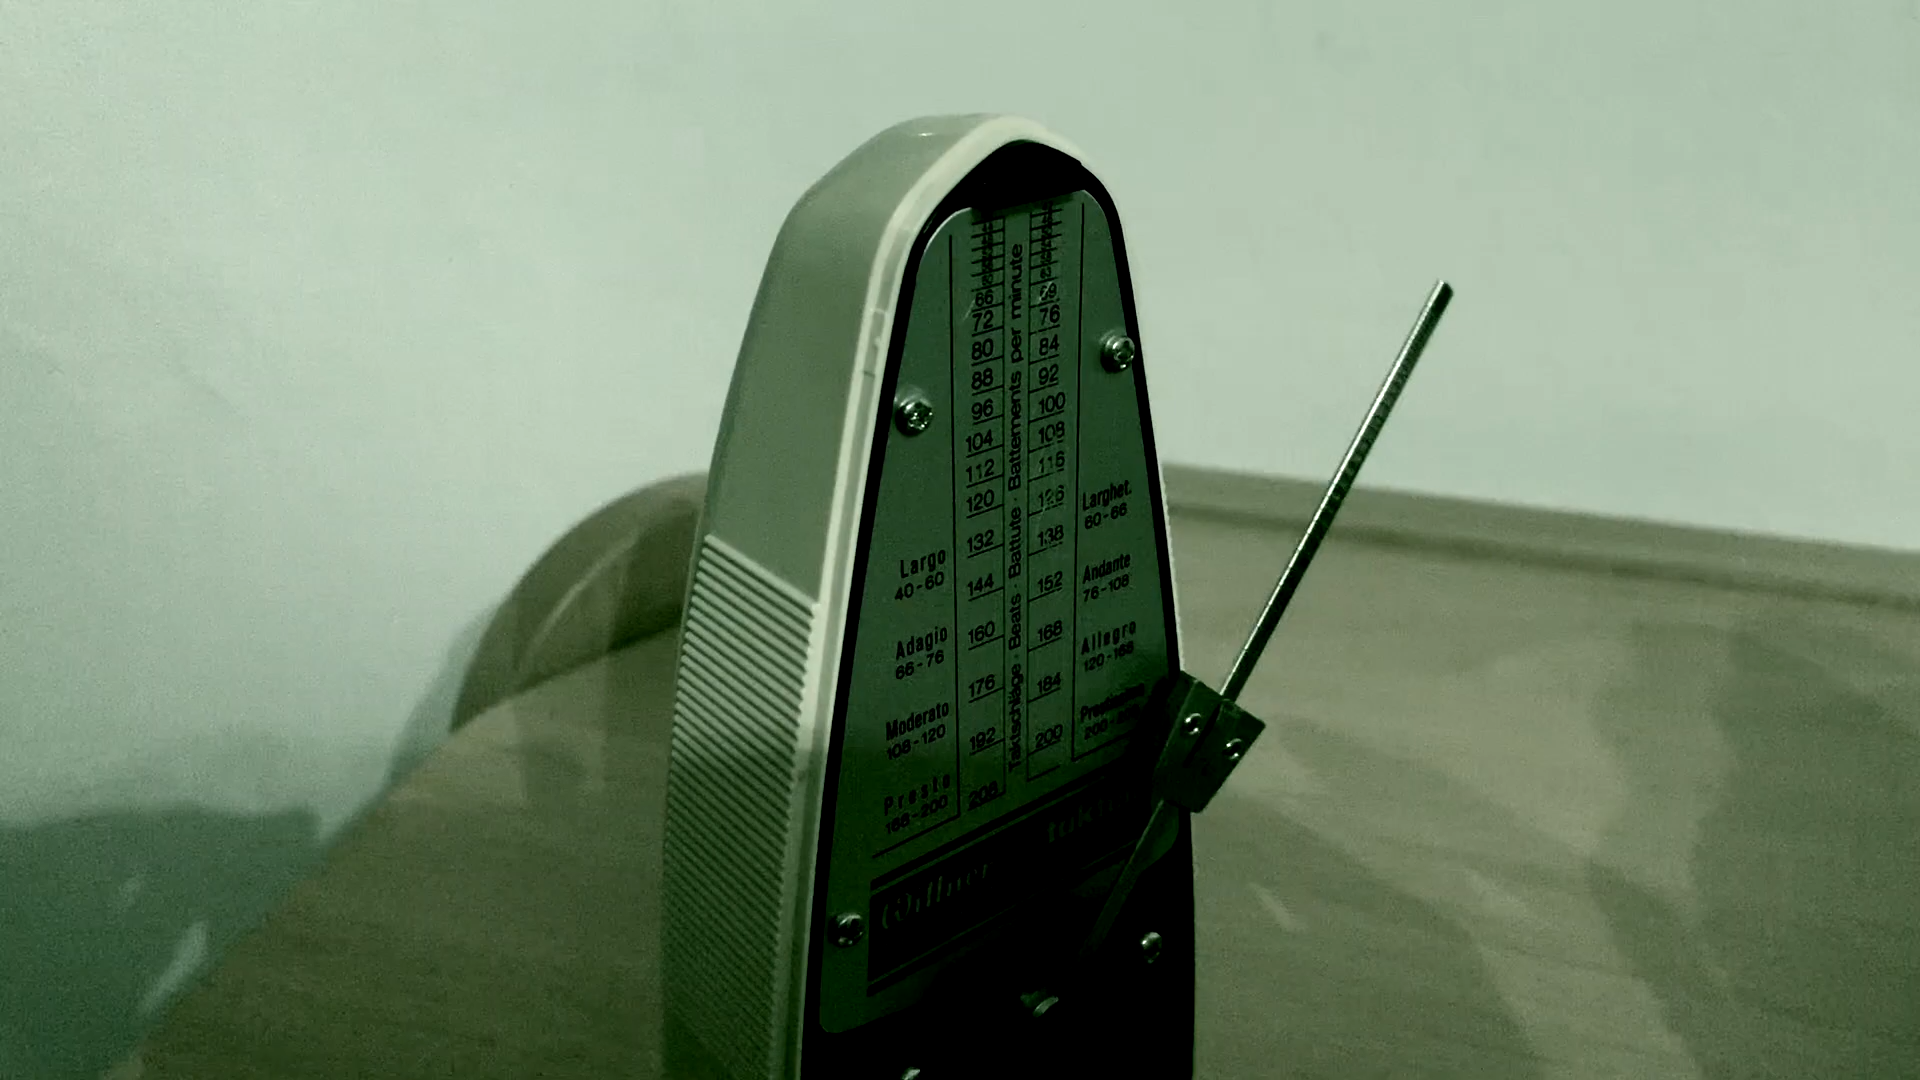 66 69
72 76
80 84
88 92
96 100
104 108
112 116
120 126
132 138
144 152
160 168
176 184
192 200
208
Taktschläge · Beats · Battute · Battements per minute
Largo
40-60
Adagio
66-76
Moderato
108-120
Presto
168-200
Larghet.
60-66
Andante
76-108
Allegro
120-168
Prestissimo
Wittner